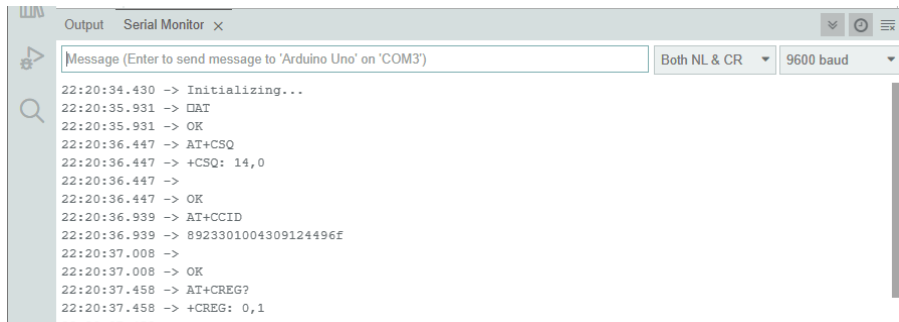 Output Serial Monitor ×
Message (Enter to send message to 'Arduino Uno' on 'COM3') Both NL & CR 9600 baud
22:20:34.430 -> Initializing...
22:20:35.931 -> □AT
22:20:35.931 -> OK
22:20:36.447 -> AT+CSQ
22:20:36.447 -> +CSQ: 14,0
22:20:36.447 ->
22:20:36.447 -> OK
22:20:36.939 -> AT+CCID
22:20:36.939 -> 8923301004309124496f
22:20:37.008 ->
22:20:37.008 -> OK
22:20:37.458 -> AT+CREG?
22:20:37.458 -> +CREG: 0,1